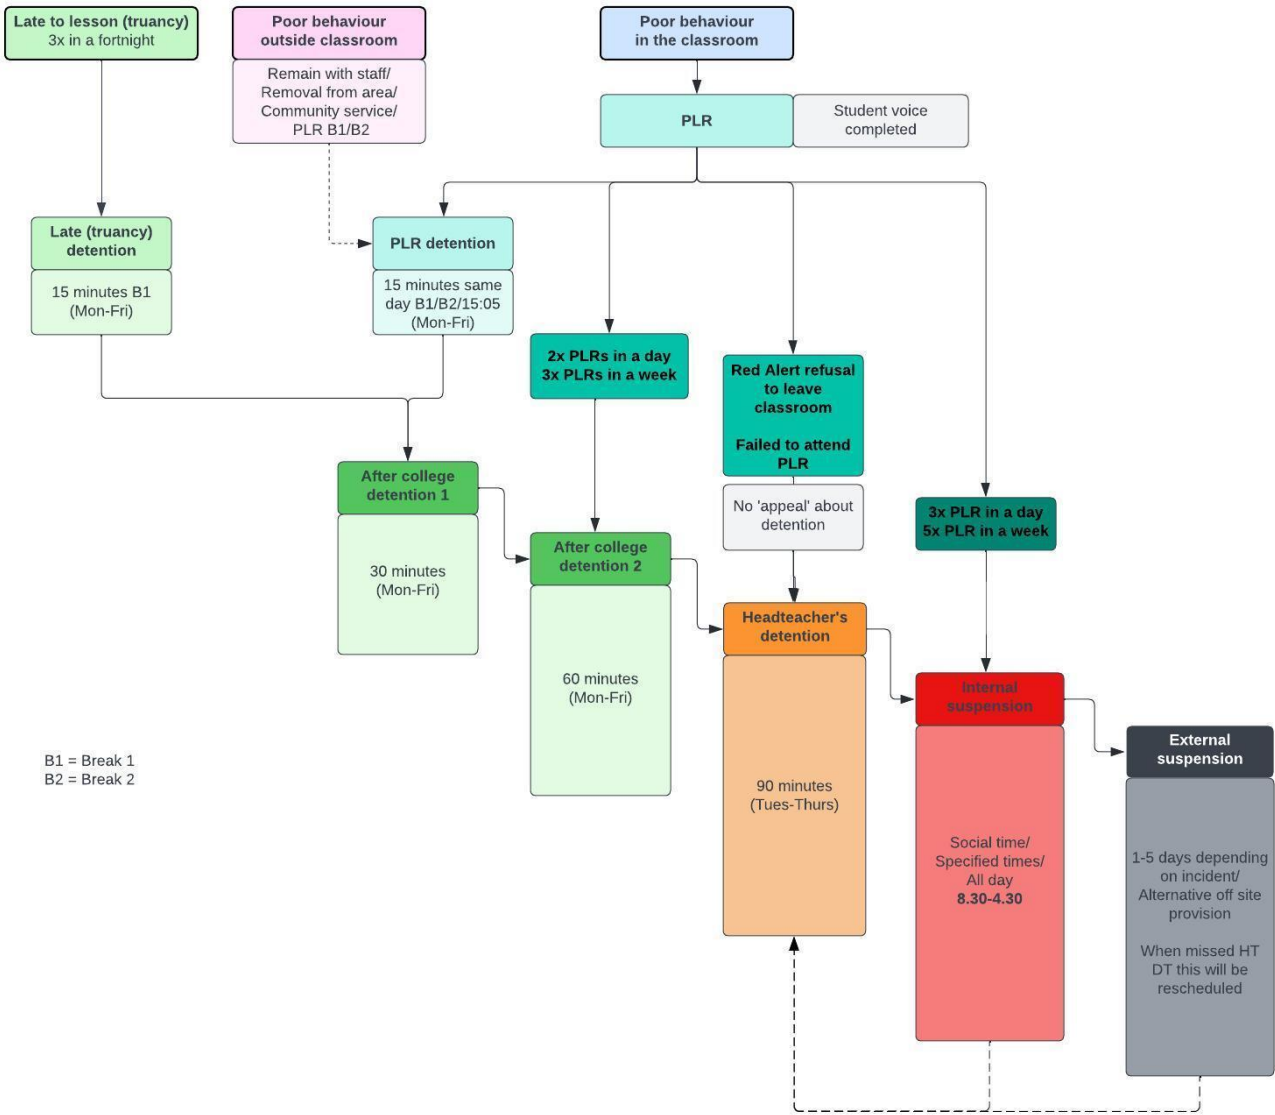 Late to lesson (truancy)
3x in a fortnight
Poor behaviour
outside classroom
Remain with staff/
Removal from area/
Community service/
PLR B1/B2
Poor behaviour
in the classroom
PLR
Student voice
completed
Late (truancy)
detention
15 minutes B1
(Mon-Fri)
PLR detention
15 minutes same
day B1/B2/15:05
(Mon-Fri)
2x PLRs in a day
3x PLRs in a week
Red Alert refusal
to leave
classroom
Failed to attend
PLR
No 'appeal' about
detention
3x PLR in a day
5x PLR in a week
After college
detention 1
30 minutes
(Mon-Fri)
After college
detention 2
60 minutes
(Mon-Fri)
Headteacher's
detention
90 minutes
(Tues-Thurs)
Internal
suspension
Social time/
Specified times/
All day
8.30-4.30
External
suspension
1-5 days depending
on incident/
Alternative off site
provision
When missed HT
DT this will be
rescheduled
B1 = Break 1
B2 = Break 2